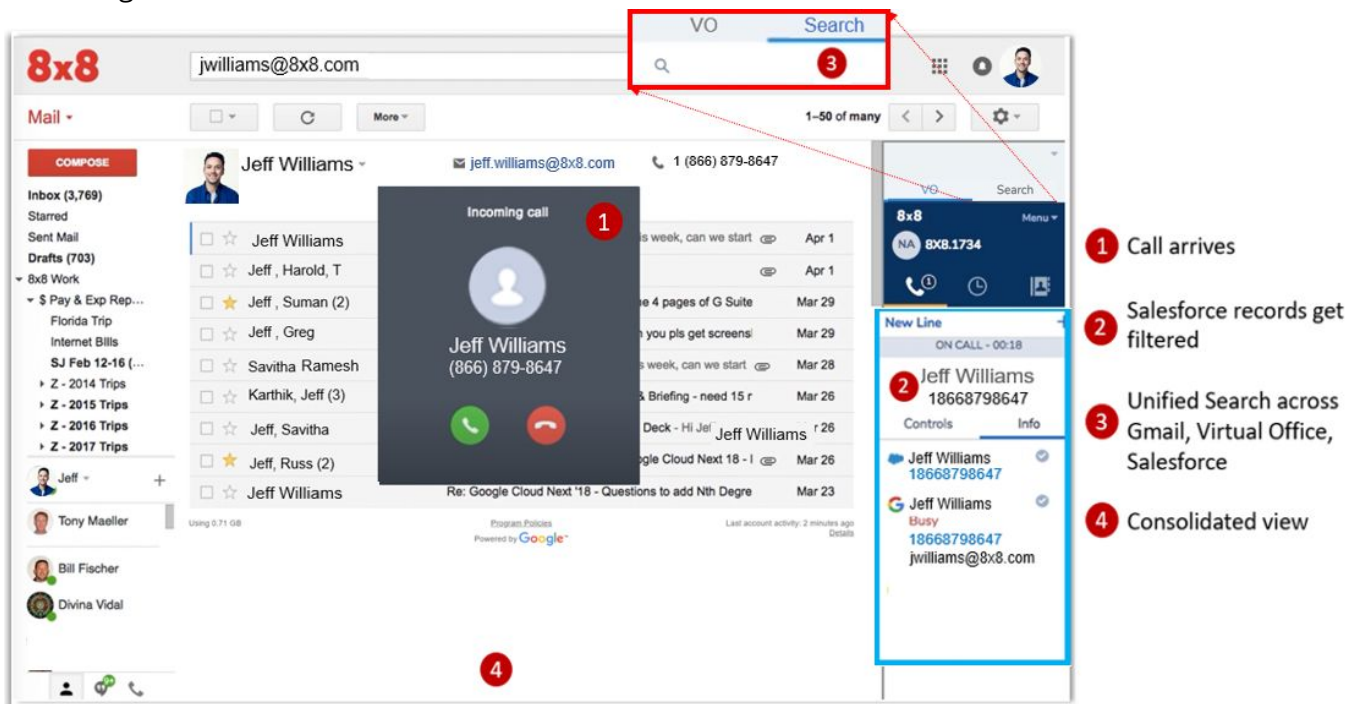 VO Search
3
8x8
jwilliams@8x8.com
Mail
More
1–50 of many
COMPOSE
Inbox (3,769)
Starred
Sent Mail
Drafts (703)
8x8 Work
$ Pay & Exp Rep...
Florida Trip
Internet Bills
SJ Feb 12-16 (...
Z - 2014 Trips
Z - 2015 Trips
Z - 2016 Trips
Z - 2017 Trips
Jeff
+
Tony Maeller
Bill Fischer
Divina Vidal
Jeff Williams
jeff.williams@8x8.com
1 (866) 879-8647
Jeff Williams is week, can we start Apr 1
Jeff , Harold, T Apr 1
Jeff , Suman (2) 4 pages of G Suite Mar 29
Jeff , Greg you pls get screens Mar 29
Savitha Ramesh week, can we start Mar 28
Karthik, Jeff (3) Briefing - need 15 r Mar 26
Jeff, Savitha Deck - Hi Jef Jeff Williams 26
Jeff, Russ (2) gle Cloud Next 18 - Mar 26
Jeff Williams Re: Google Cloud Next '18 - Questions to add Nth Degre Mar 23
Incoming call
1
Jeff Williams
(866) 879-8647
Using 0.71 GB
Program Policies
Powered by Google
Last account activity: 2 minutes ago
Details
4
VO Search
8x8 Menu
NA 8X8.1734
1
New Line +
ON CALL - 00:18
2
Jeff Williams
18668798647
Controls Info
Jeff Williams
18668798647
Jeff Williams
Busy
18668798647
jwilliams@8x8.com
1 Call arrives
2 Salesforce records get
filtered
3 Unified Search across
Gmail, Virtual Office,
Salesforce
4 Consolidated view